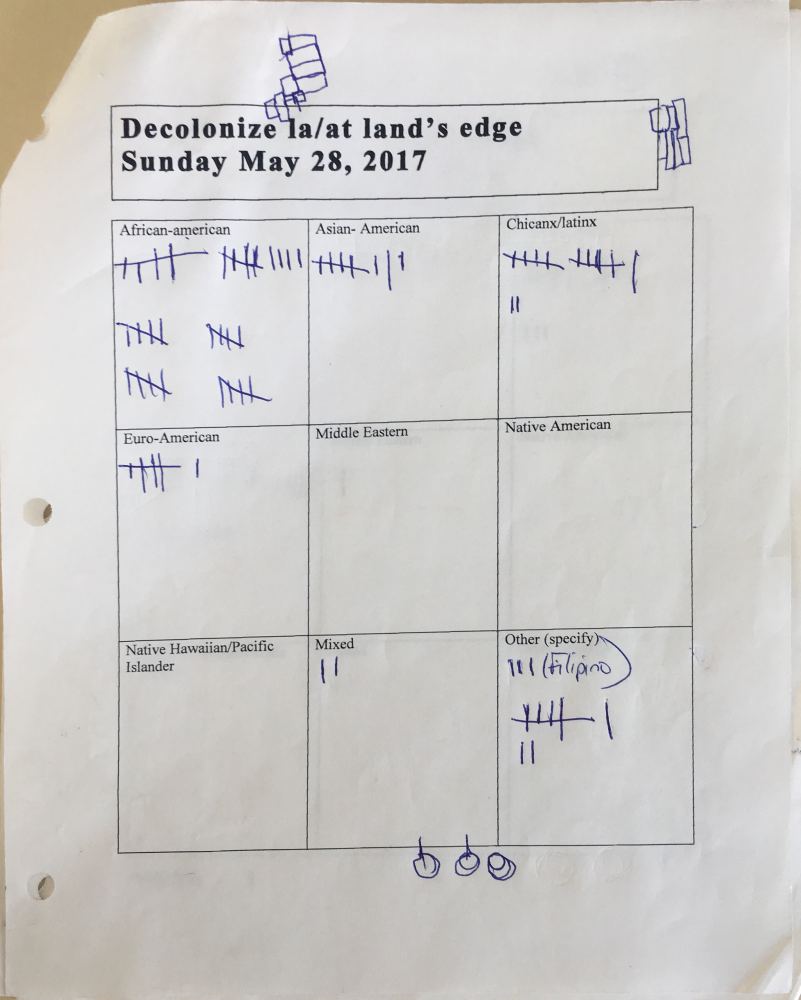 Decolonize la/at land's edge
Sunday May 28, 2017
African-american
Asian- American
Chicanx/latinx
Euro-American
Middle Eastern
Native American
Native Hawaiian/Pacific
Islander
Mixed
Other (specify)
(Filipino)